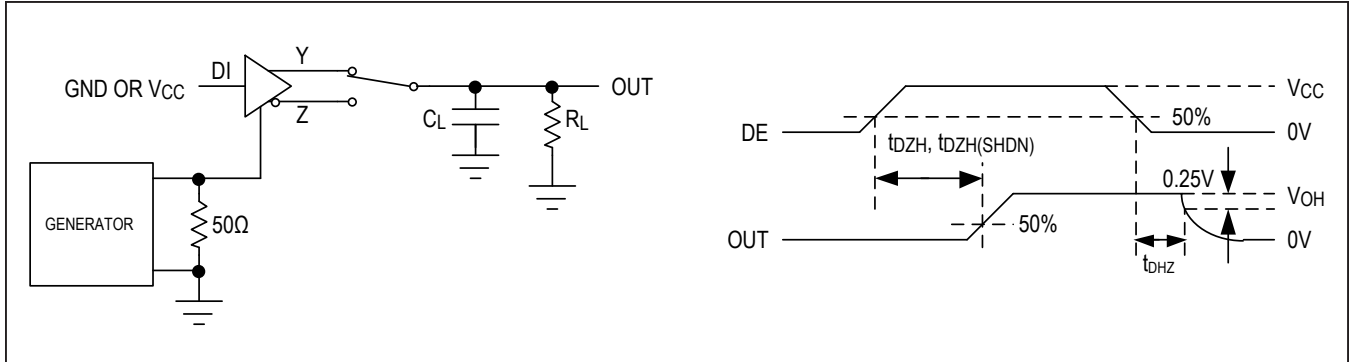 GND OR VCC
DI
Y
Z
OUT
CL
RL
GENERATOR
50Ω
DE
VCC
50%
0V
tDZH, tDZH(SHDN)
0.25V
VOH
OUT
50%
0V
tDHZ